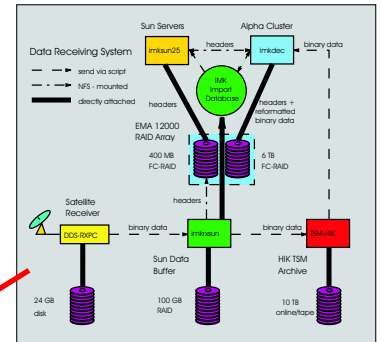 Sun Servers
Alpha Cluster
Data Receiving System
imksun25
headers
imkdec
binary data
send via script
NFS - mounted
directly attached
IMK
Import
Database
headers
headers +
reformatted
binary data
EMA 12000
RAID Array
400 MB
FC-RAID
6 TB
FC-RAID
headers
Satellite
Receiver
DDS-RXPC
binary data
imkrxsun
binary data
TSM-HIK
Sun Data
Buffer
HIK TSM
Archive
24 GB
disk
100 GB
RAID
10 TB
online/tape